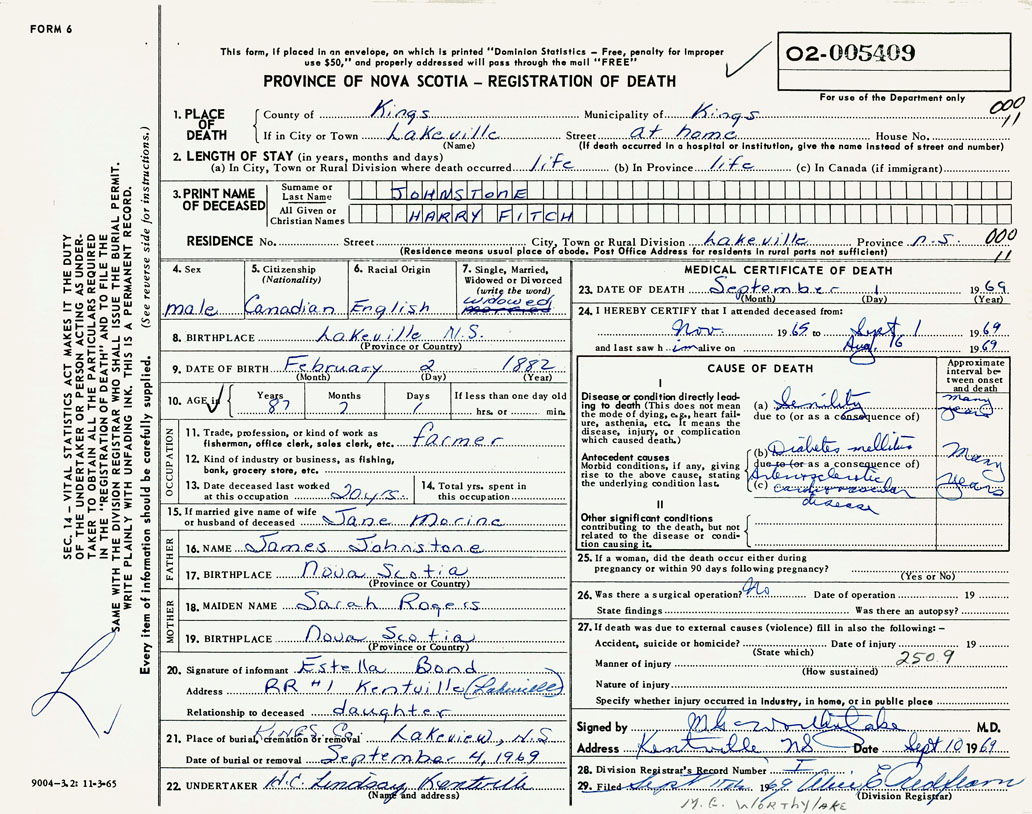 FORM 6
This form, if placed in an envelope, on which is printed "Dominion Statistics – Free, penalty for improper
use $50," and properly addressed will pass through the mail "FREE"
PROVINCE OF NOVA SCOTIA – REGISTRATION OF DEATH
02-005409
For use of the Department only
000
11
1. PLACE OF DEATH County of Kings Municipality of Kings
If in City or Town Lakeville Street at home House No.
(Name) (If death occurred in a hospital or institution, give the name instead of street and number)
2. LENGTH OF STAY (in years, months and days)
(a) In City, Town or Rural Division where death occurred life (b) In Province life (c) In Canada (if immigrant)
3. PRINT NAME OF DECEASED Surname or Last Name JOHNSTONE
All Given or Christian Names HARRY FITCH
RESIDENCE No. Street City, Town or Rural Division Lakeville Province N.S. 000
(Residence means usual place of abode. Post Office Address for residents in rural parts not sufficient) 11
4. Sex male
5. Citizenship (Nationality) Canadian
6. Racial Origin English
7. Single, Married, Widowed or Divorced (write the word) widowed
8. BIRTHPLACE Lakeville N.S.
(Province or Country)
9. DATE OF BIRTH February 2 1882
(Month) (Day) (Year)
10. AGE is Years Months Days If less than one day old
87 7 1 hrs. or min.
OCCUPATION
11. Trade, profession, or kind of work as
fisherman, office clerk, sales clerk, etc. farmer
12. Kind of industry or business, as fishing,
bank, grocery store, etc.
13. Date deceased last worked
at this occupation 20 yrs.
14. Total yrs. spent in
this occupation
15. If married give name of wife
or husband of deceased Jane Morine
FATHER
16. NAME James Johnstone
17. BIRTHPLACE Nova Scotia
(Province or Country)
MOTHER
18. MAIDEN NAME Sarah Rogers
19. BIRTHPLACE Nova Scotia
(Province or Country)
20. Signature of informant Estella Bond
Address RR #1 Kentville (Lakeville)
Relationship to deceased daughter
21. Place of burial, cremation or removal KINGS Co. Lakeview, N.S.
Date of burial or removal September 4, 1969
22. UNDERTAKER H.C. Lindsay Kentville
(Name and address)
MEDICAL CERTIFICATE OF DEATH
23. DATE OF DEATH September 1 1969
(Month) (Day) (Year)
24. I HEREBY CERTIFY that I attended deceased from:
Nov. 1965 to Sept 1 1969
and last saw him alive on Aug. 16 1969
CAUSE OF DEATH
Approximate interval between onset and death
I
Disease or condition directly leading
to death (This does not
mean the mode of dying, e.g., heart failure,
asthenia, etc. It means the
disease, injury, or complication
which caused death.)
(a) Senility many years
due to (or as a consequence of)
Antecedent causes
Morbid conditions, if any, giving
rise to the above cause, stating
the underlying condition last.
(b) Diabetes mellitus Many years
due to (or as a consequence of)
(c) Arteriosclerotic cardiovascular disease
II
Other significant conditions
contributing to the death, but not
related to the disease or condition
causing it.
25. If a woman, did the death occur either during
pregnancy or within 90 days following pregnancy?
(Yes or No)
26. Was there a surgical operation? No Date of operation 19
State findings Was there an autopsy?
27. If death was due to external causes (violence) fill in also the following: –
Accident, suicide or homicide? Date of injury 19
(State which) 250.9
Manner of injury
(How sustained)
Nature of injury
Specify whether injury occurred in Industry, in home, or in public place
Signed by M.E. Worthylake M.D.
Address Kentville NS Date Sept 10 1969
28. Division Registrar's Record Number
29. Filed Sept 1969
(Division Registrar)
M.E. WORTHYLAKE
SEC. 14 – VITAL STATISTICS ACT MAKES IT THE DUTY
OF THE UNDERTAKER OR PERSON ACTING AS UNDERTAKER
TO OBTAIN ALL THE PARTICULARS REQUIRED
IN THE "REGISTRATION OF DEATH" AND TO FILE THE
SAME WITH THE DIVISION REGISTRAR WHO SHALL ISSUE THE BURIAL PERMIT.
WRITE PLAINLY WITH UNFADING INK. THIS IS A PERMANENT RECORD.
Every item of information should be carefully supplied. (See reverse side for instructions.)
9004-3.2: 11-3-65